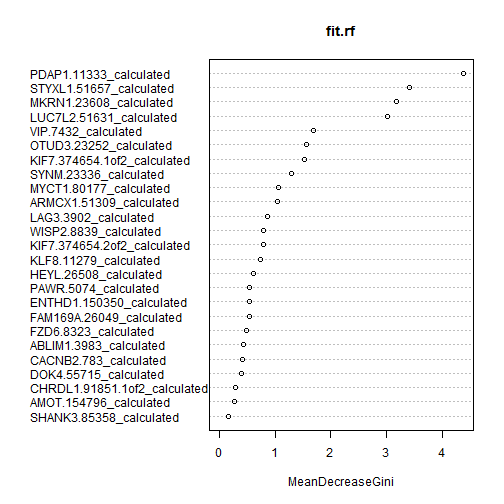 fit.rf
PDAP1.11333_calculated
STYXL1.51657_calculated
MKRN1.23608_calculated
LUC7L2.51631_calculated
VIP.7432_calculated
OTUD3.23252_calculated
KIF7.374654.1of2_calculated
SYNM.23336_calculated
MYCT1.80177_calculated
ARMCX1.51309_calculated
LAG3.3902_calculated
WISP2.8839_calculated
KIF7.374654.2of2_calculated
KLF8.11279_calculated
HEYL.26508_calculated
PAWR.5074_calculated
ENTHD1.150350_calculated
FAM169A.26049_calculated
FZD6.8323_calculated
ABLIM1.3983_calculated
CACNB2.783_calculated
DOK4.55715_calculated
CHRDL1.91851.1of2_calculated
AMOT.154796_calculated
SHANK3.85358_calculated
0 1 2 3 4
MeanDecreaseGini